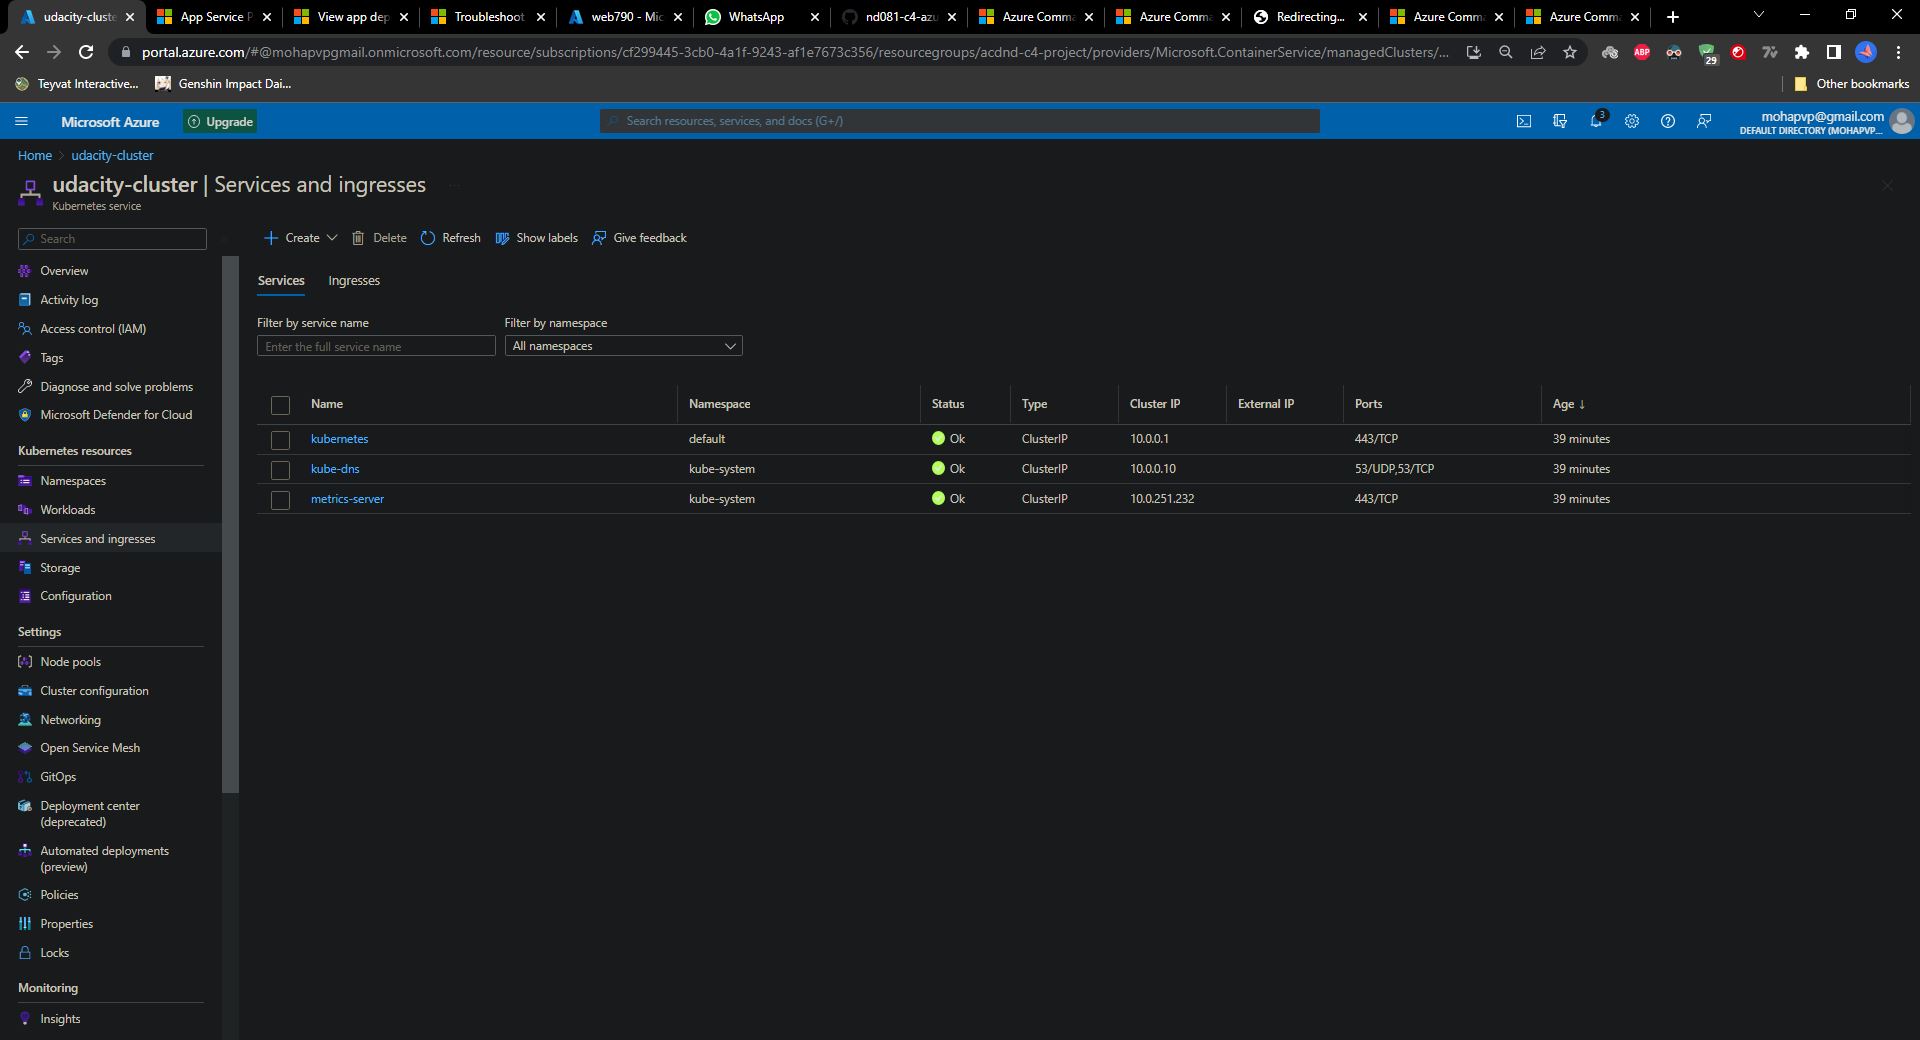 udacity-cluste
App Service P
View app dep
Troubleshoot
web790 - Mic
WhatsApp
nd081-c4-azu
Azure Comma
Azure Comma
Redirecting...
Azure Comma
Azure Comma
portal.azure.com/#@mohapvpgmail.onmicrosoft.com/resource/subscriptions/cf299445-3cb0-4a1f-9243-af1e7673c356/resourcegroups/acdnd-c4-project/providers/Microsoft.ContainerService/managedClusters/...
ABP
29
Teyvat Interactive...
Genshin Impact Dai...
Other bookmarks
Microsoft Azure
Upgrade
Search resources, services, and docs (G+/)
3
mohapvp@gmail.com
DEFAULT DIRECTORY (MOHAPVP...
Home > udacity-cluster
udacity-cluster | Services and ingresses ...
Kubernetes service
Search
Create
Delete
Refresh
Show labels
Give feedback
Overview
Activity log
Access control (IAM)
Tags
Diagnose and solve problems
Microsoft Defender for Cloud
Kubernetes resources
Namespaces
Workloads
Services and ingresses
Storage
Configuration
Settings
Node pools
Cluster configuration
Networking
Open Service Mesh
GitOps
Deployment center
(deprecated)
Automated deployments
(preview)
Policies
Properties
Locks
Monitoring
Insights
Services
Ingresses
Filter by service name
Filter by namespace
Enter the full service name
All namespaces
Name Namespace Status Type Cluster IP External IP Ports Age ↓
kubernetes default Ok ClusterIP 10.0.0.1 443/TCP 39 minutes
kube-dns kube-system Ok ClusterIP 10.0.0.10 53/UDP,53/TCP 39 minutes
metrics-server kube-system Ok ClusterIP 10.0.251.232 443/TCP 39 minutes